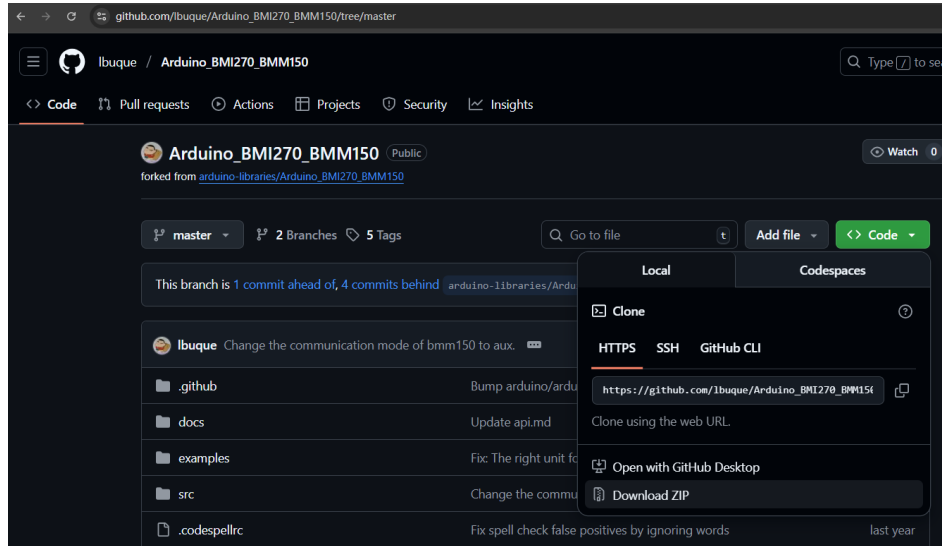 github.com/lbuque/Arduino_BMI270_BMM150/tree/master
lbuque / Arduino_BMI270_BMM150
Type / to sea
<> Code Pull requests Actions Projects Security Insights
Arduino_BMI270_BMM150 Public
Watch 0
forked from arduino-libraries/Arduino_BMI270_BMM150
master 2 Branches 5 Tags
Go to file t
Add file
<> Code
This branch is 1 commit ahead of, 4 commits behind arduino-libraries/Ardu
lbuque Change the communication mode of bmm150 to aux.
.github Bump arduino/ardu
docs Update api.md
examples Fix: The right unit fo
src Change the commu
.codespellrc Fix spell check false positives by ignoring words last year
Local Codespaces
Clone
HTTPS SSH GitHub CLI
https://github.com/lbuque/Arduino_BMI270_BMM150
Clone using the web URL.
Open with GitHub Desktop
Download ZIP